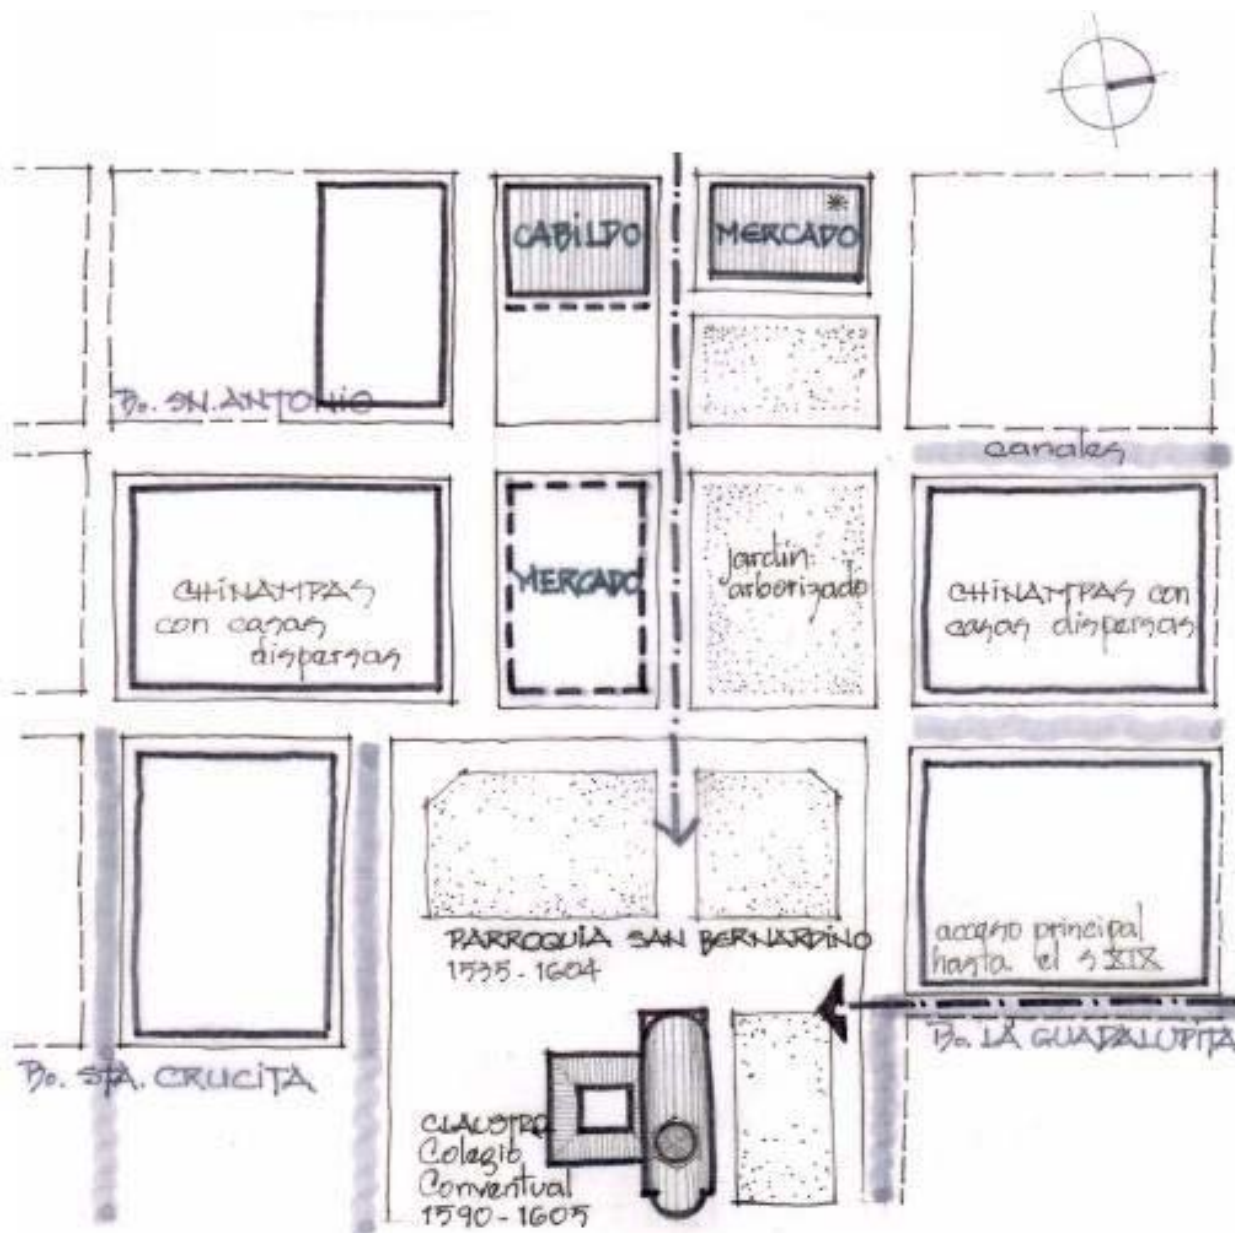 CABILDO
MERCADO
Bo. SN. ANTONIO
canales
CHINAMPAS
con casas
dispersas
MERCADO
jardín
arborizado
CHINAMPAS con
casas dispersas
PARROQUIA SAN BERNARDINO
1535-1604
acceso principal
hasta el s XIX
Bo. LA GUADALUPITA
Bo. STA. CRUCITA
CLAUSTRO
Colegio
Conventual
1590-1605